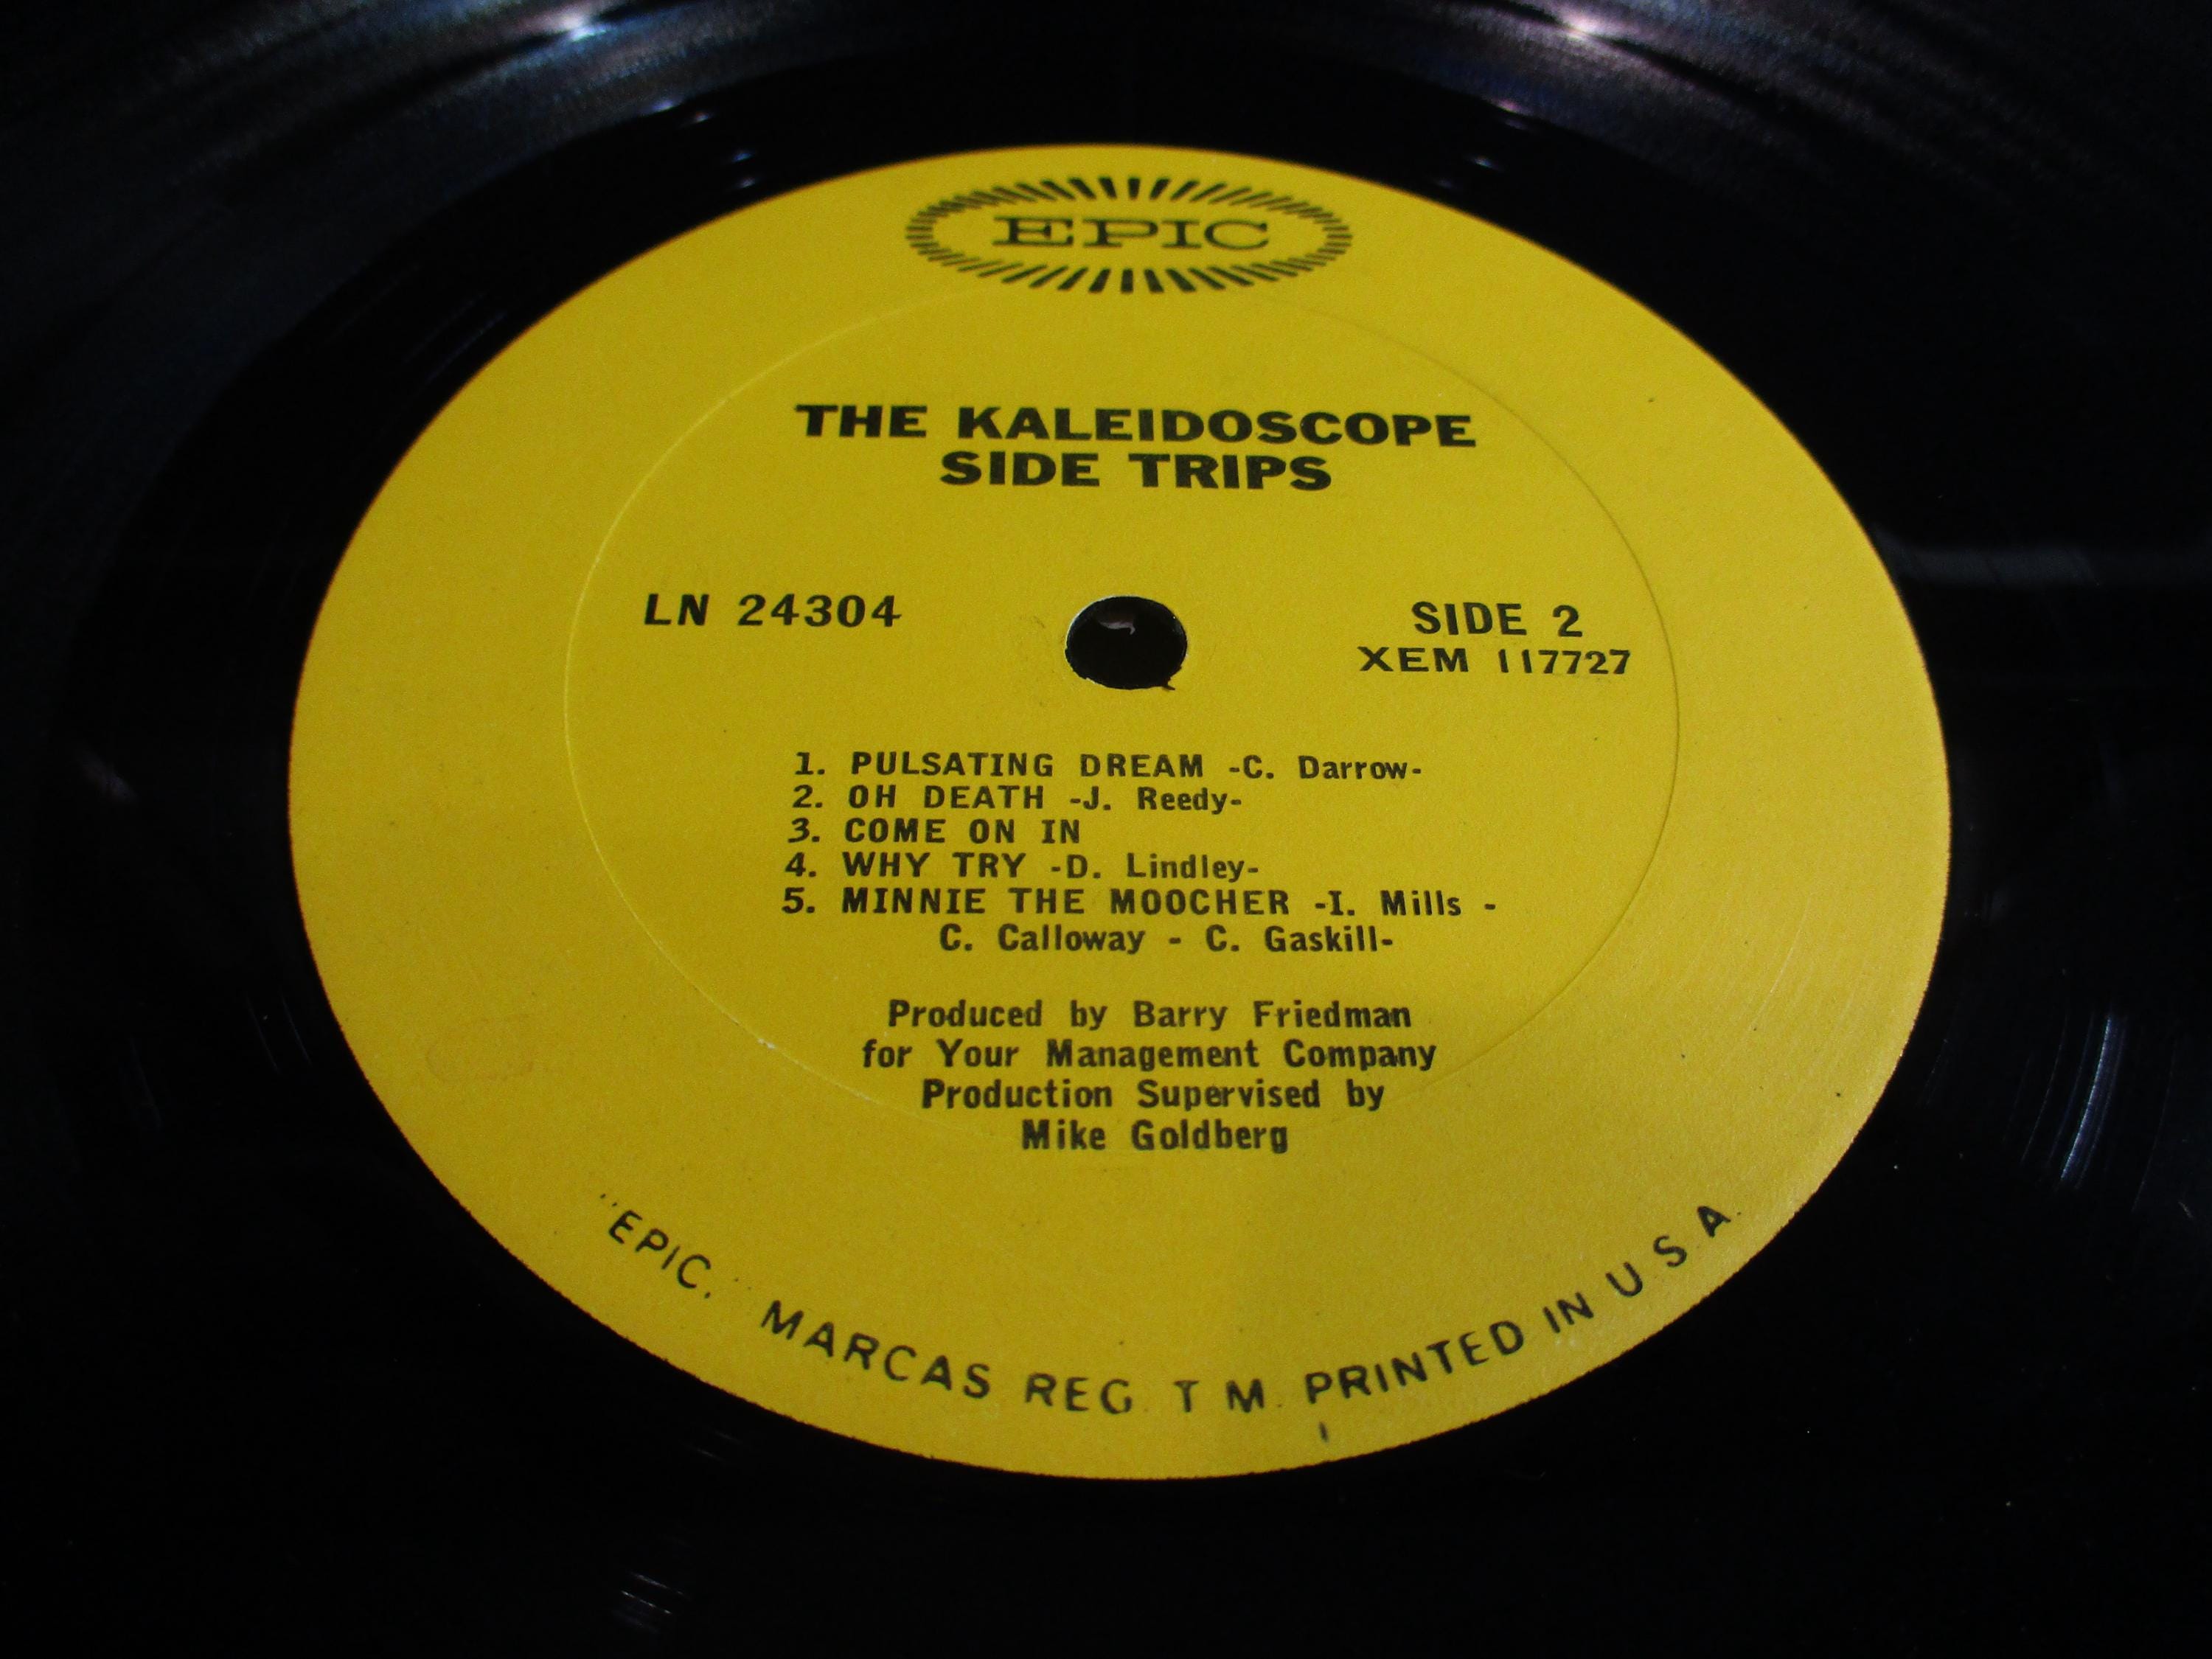 EPIC
THE KALEIDOSCOPE
SIDE TRIPS
LN 24304
SIDE 2
XEM 117727
1. PULSATING DREAM -C. Darrow-
2. OH DEATH -J. Reedy-
3. COME ON IN
4. WHY TRY -D. Lindley-
5. MINNIE THE MOOCHER -I. Mills -
C. Calloway - C. Gaskill-
Produced by Barry Friedman
for Your Management Company
Production Supervised by
Mike Goldberg
"EPIC," MARCAS REG. T M. PRINTED IN U.S.A.